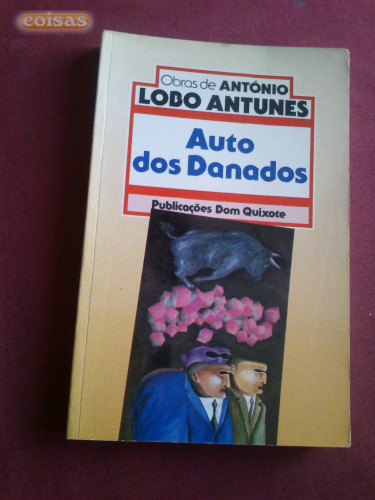 coisas
Obras de ANTÓNIO
LOBO ANTUNES
Auto
dos Danados
Publicações Dom Quixote